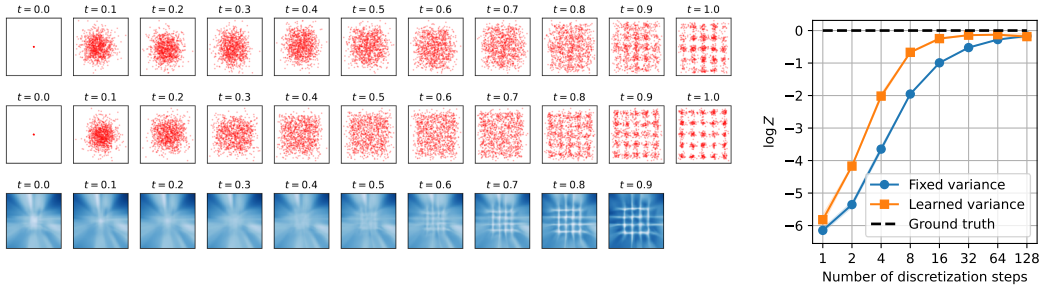 t = 0.0 t = 0.1 t = 0.2 t = 0.3 t = 0.4 t = 0.5 t = 0.6 t = 0.7 t = 0.8 t = 0.9 t = 1.0
t = 0.0 t = 0.1 t = 0.2 t = 0.3 t = 0.4 t = 0.5 t = 0.6 t = 0.7 t = 0.8 t = 0.9 t = 1.0
t = 0.0 t = 0.1 t = 0.2 t = 0.3 t = 0.4 t = 0.5 t = 0.6 t = 0.7 t = 0.8 t = 0.9
0
−1
−2
−3
−4
−5
−6
log Z
Fixed variance
Learned variance
Ground truth
1 2 4 8 16 32 64 128
Number of discretization steps